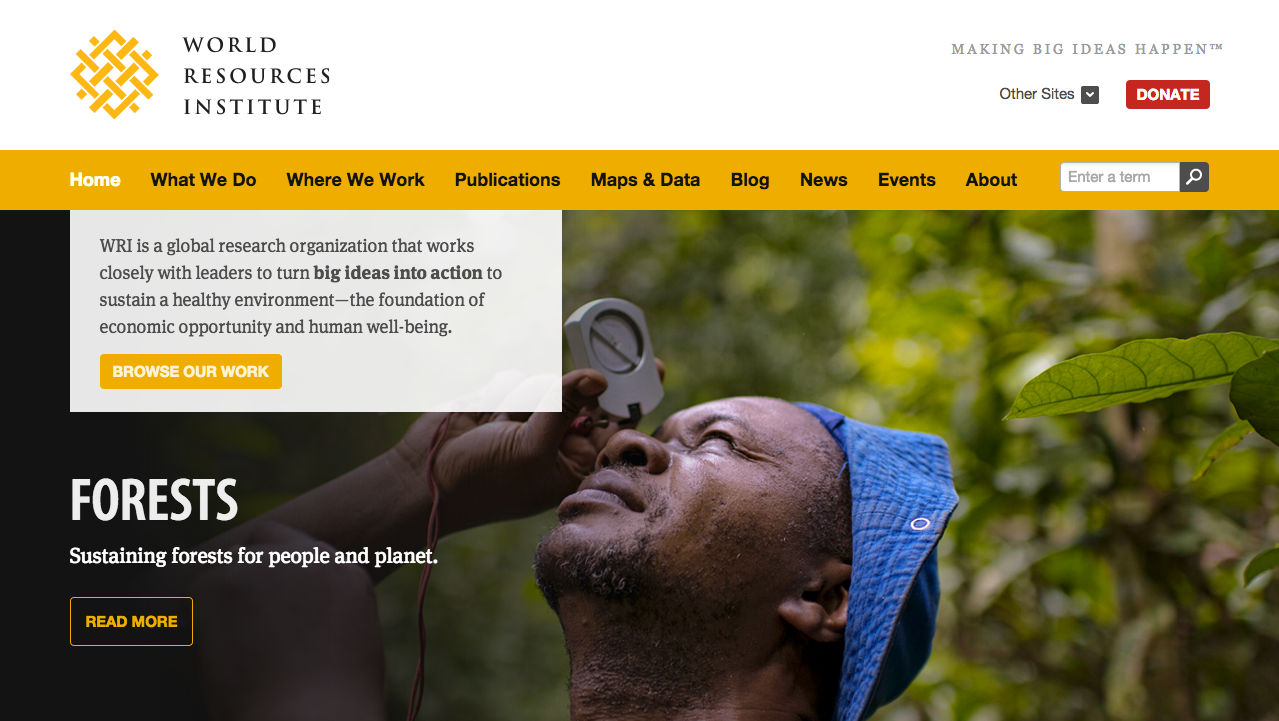 WORLD
RESOURCES
INSTITUTE
MAKING BIG IDEAS HAPPEN™
Other Sites
DONATE
Home What We Do Where We Work Publications Maps & Data Blog News Events About
Enter a term
WRI is a global research organization that works
closely with leaders to turn big ideas into action to
sustain a healthy environment—the foundation of
economic opportunity and human well-being.
BROWSE OUR WORK
FORESTS
Sustaining forests for people and planet.
READ MORE